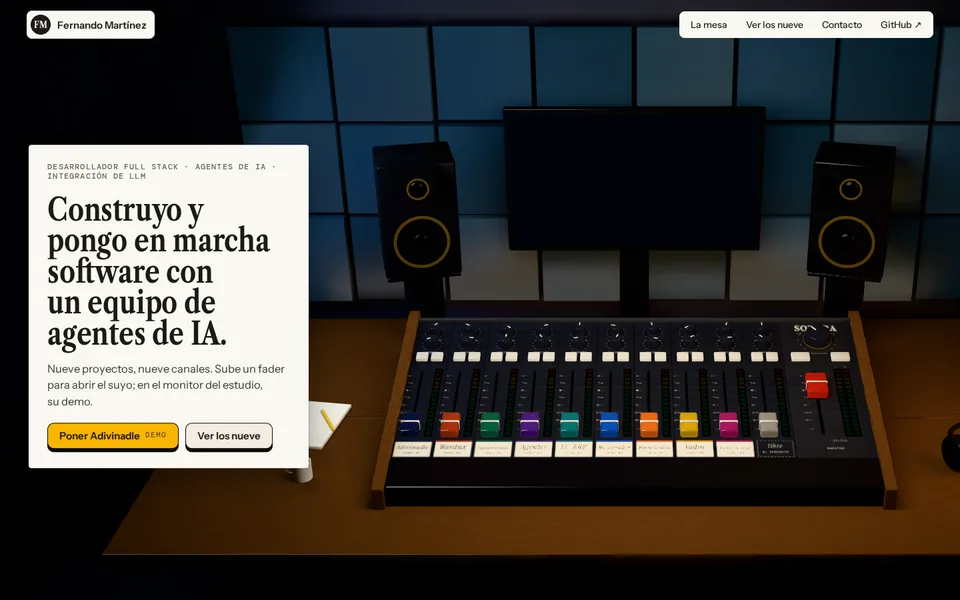 FM Fernando Martínez
La mesa Ver los nueve Contacto GitHub ↗
DESARROLLADOR FULL STACK · AGENTES DE IA ·
INTEGRACIÓN DE LLM
Construyo y
pongo en marcha
software con
un equipo de
agentes de IA.
Nueve proyectos, nueve canales. Sube un fader
para abrir el suyo; en el monitor del estudio,
su demo.
Poner Adivinadle DEMO Ver los nueve
Adivinadle
Libre